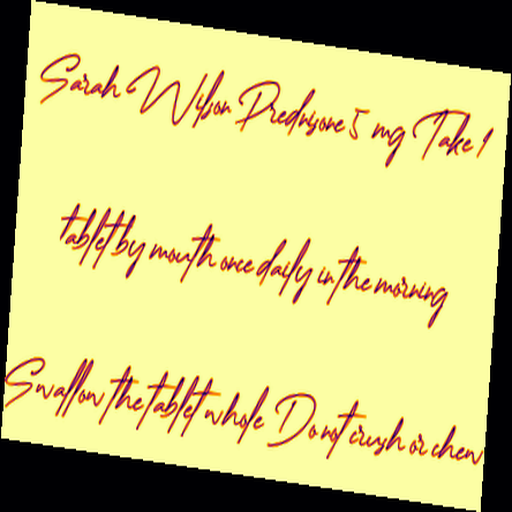 Sarah Wilson Prednisone 5 mg Take 1
tablet by mouth once daily in the morning
Swallow the tablet whole Do not crush or chew